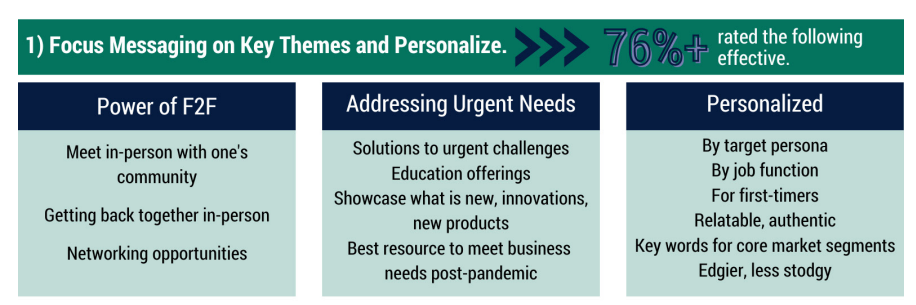 1) Focus Messaging on Key Themes and Personalize.
76%+
rated the following
effective.
Power of F2F
Meet in-person with one's
community
Getting back together in-person
Networking opportunities
Addressing Urgent Needs
Solutions to urgent challenges
Education offerings
Showcase what is new, innovations,
new products
Best resource to meet business
needs post-pandemic
Personalized
By target persona
By job function
For first-timers
Relatable, authentic
Key words for core market segments
Edgier, less stodgy